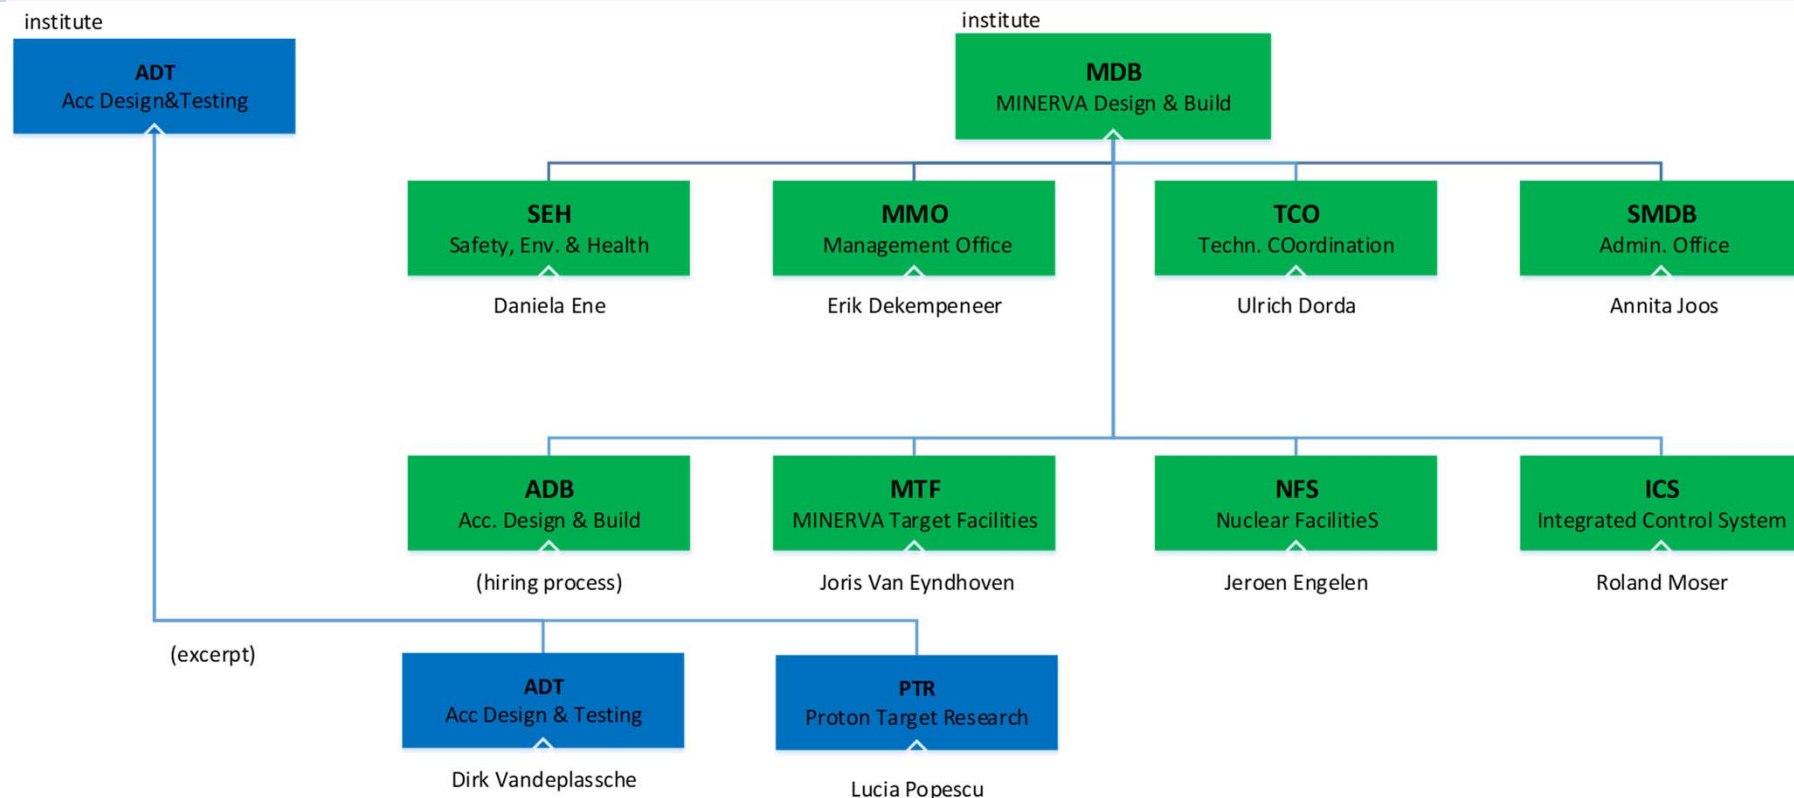 institute
ADT
Acc Design&Testing
institute
MDB
MINERVA Design & Build
SEH
Safety, Env. & Health
Daniela Ene
MMO
Management Office
Erik Dekempeneer
TCO
Techn. COordination
Ulrich Dorda
SMDB
Admin. Office
Annita Joos
ADB
Acc. Design & Build
(hiring process)
MTF
MINERVA Target Facilities
Joris Van Eyndhoven
NFS
Nuclear FacilitieS
Jeroen Engelen
ICS
Integrated Control System
Roland Moser
(excerpt)
ADT
Acc Design & Testing
Dirk Vandeplassche
PTR
Proton Target Research
Lucia Popescu